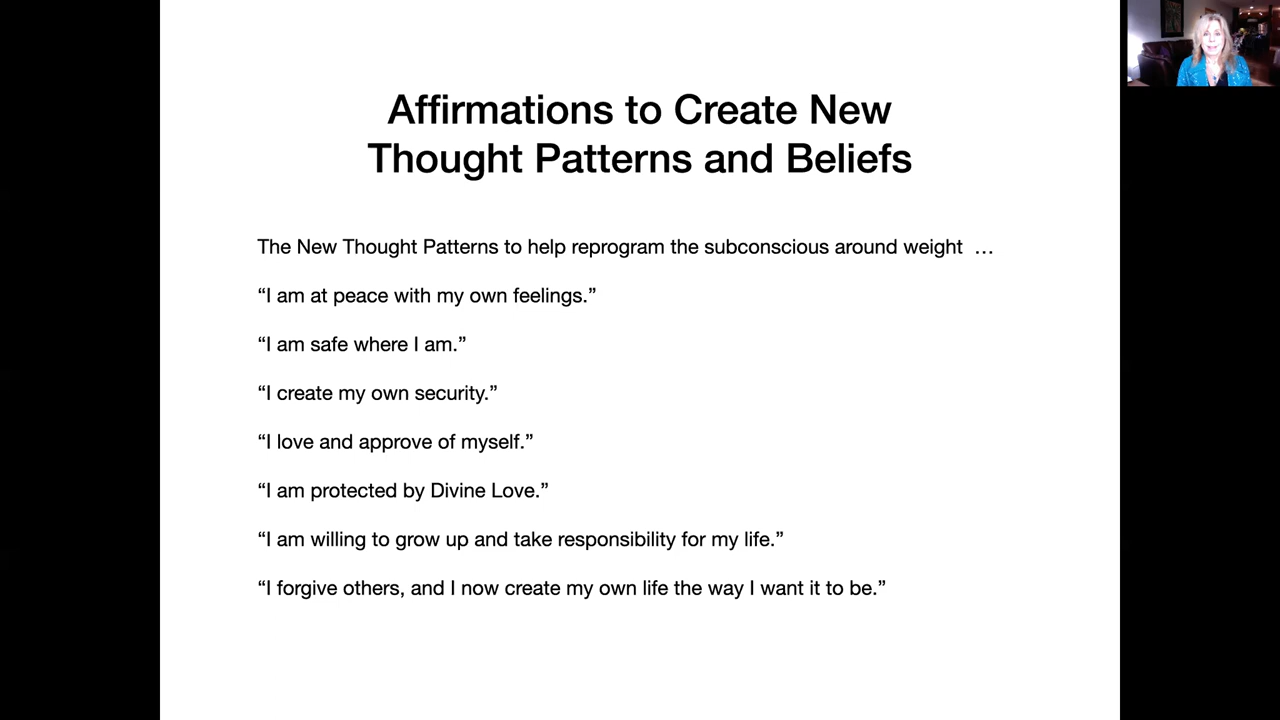 Affirmations to Create New
Thought Patterns and Beliefs
The New Thought Patterns to help reprogram the subconscious around weight  …
“I am at peace with my own feelings.”
“I am safe where I am.”
“I create my own security.”
“I love and approve of myself.”
“I am protected by Divine Love.”
“I am willing to grow up and take responsibility for my life.”
“I forgive others, and I now create my own life the way I want it to be.”